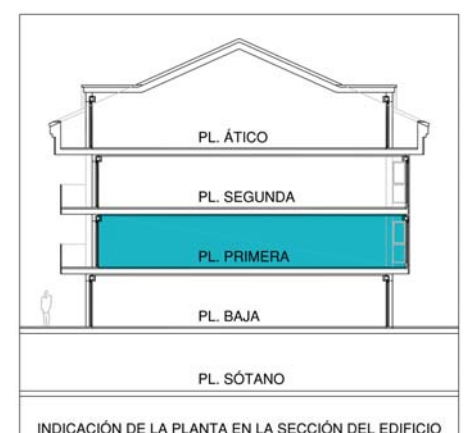 PL. ÁTICO
PL. SEGUNDA
PL. PRIMERA
PL. BAJA
PL. SÓTANO
INDICACIÓN DE LA PLANTA EN LA SECCIÓN DEL EDIFICIO